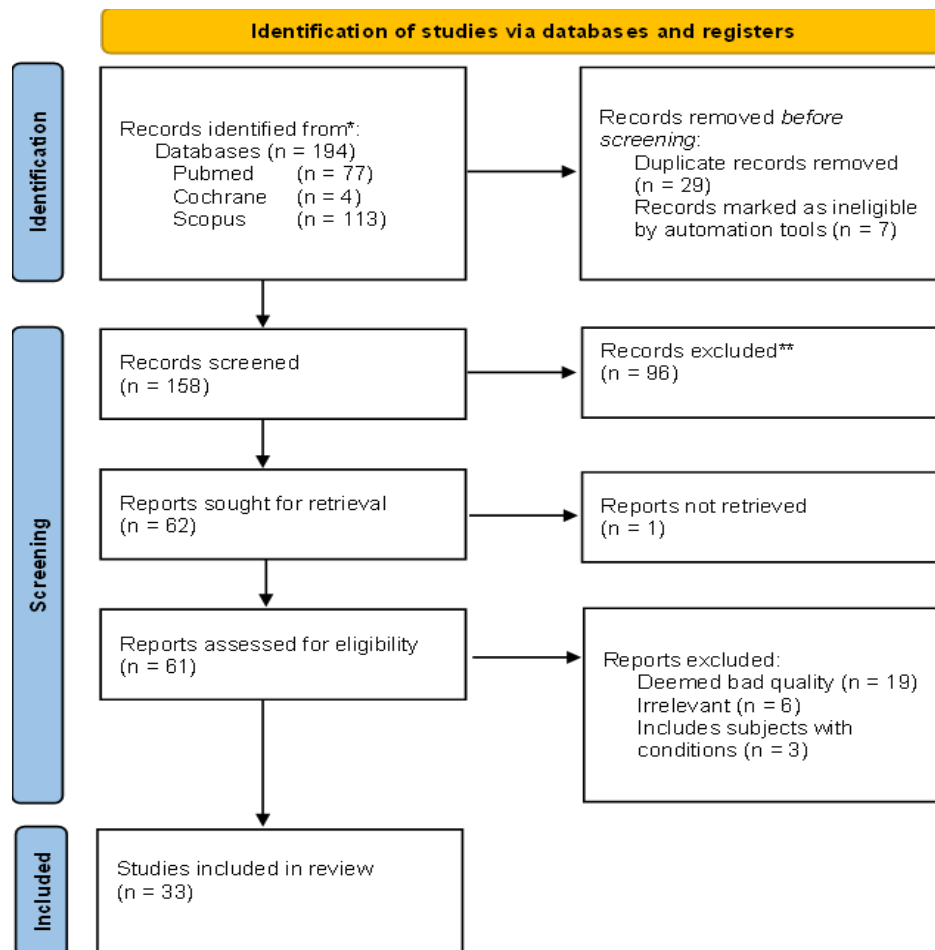 Identification of studies via databases and registers
Identification
Records identified from*:
Databases (n = 194)
Pubmed (n = 77)
Cochrane (n = 4)
Scopus (n = 113)
Records removed before
screening:
Duplicate records removed
(n = 29)
Records marked as ineligible
by automation tools (n = 7)
Screening
Records screened
(n = 158)
Records excluded**
(n = 96)
Reports sought for retrieval
(n = 62)
Reports not retrieved
(n = 1)
Reports assessed for eligibility
(n = 61)
Reports excluded:
Deemed bad quality (n = 19)
Irrelevant (n = 6)
Includes subjects with
conditions (n = 3)
Included
Studies included in review
(n = 33)